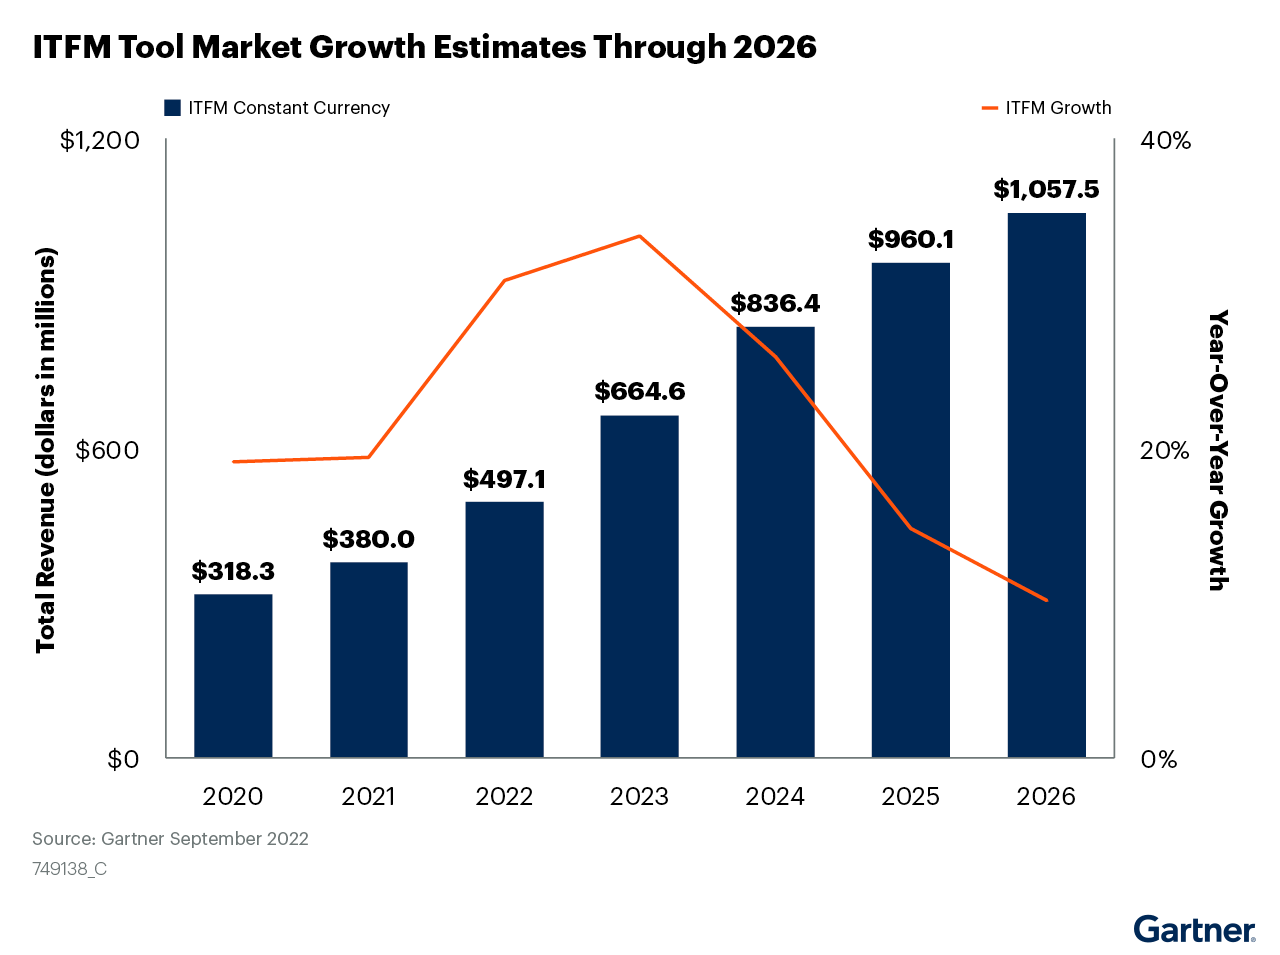 ITFM Tool Market Growth Estimates Through 2026
ITFM Constant Currency
ITFM Growth
$1,200
$600
$0
Total Revenue (dollars in millions)
$318.3
$380.0
$497.1
$664.6
$836.4
$960.1
$1,057.5
40%
20%
0%
Year-Over-Year Growth
2020
2021
2022
2023
2024
2025
2026
Source: Gartner September 2022
749138_C
Gartner®